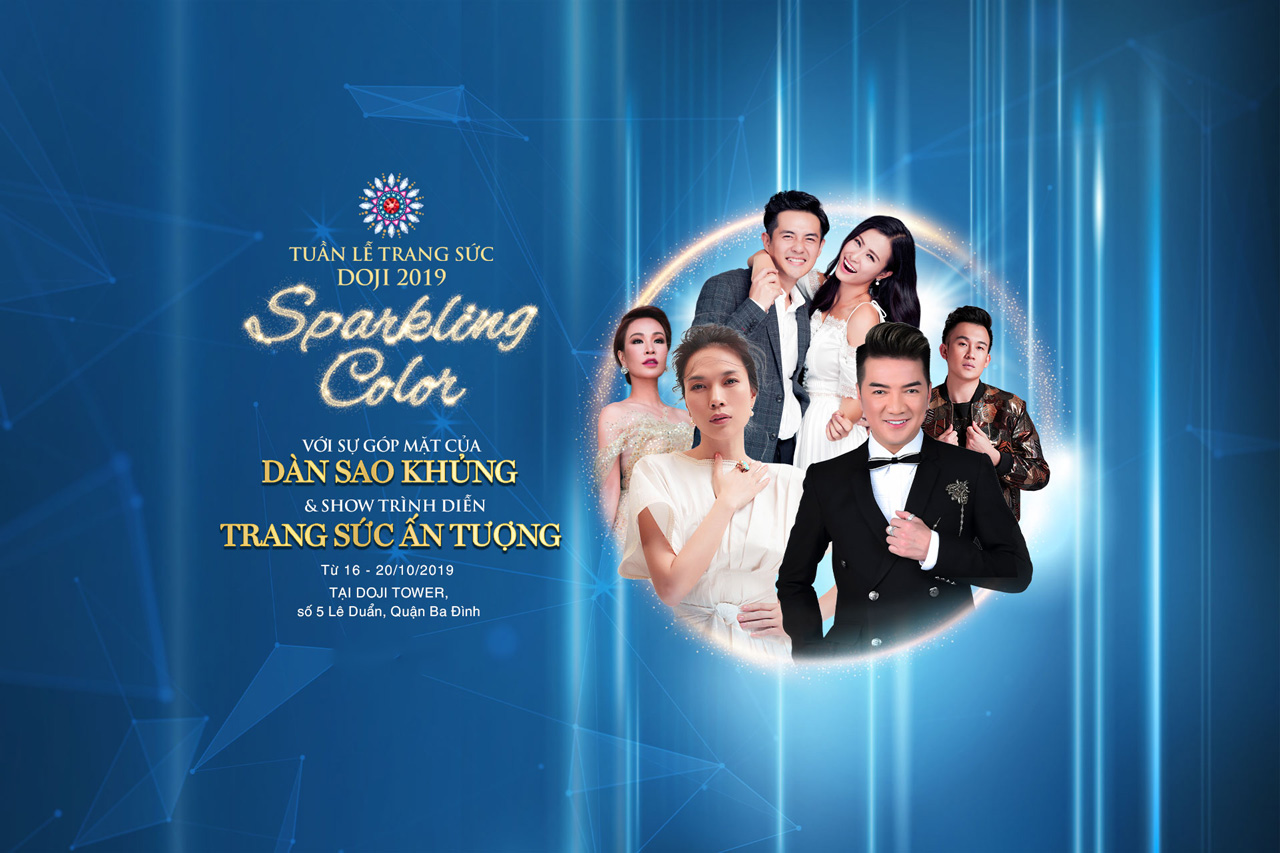 TUẦN LỄ TRANG SỨC
DOJI 2019
Sparkling
Color
VỚI SỰ GÓP MẶT CỦA
DÀN SAO KHỦNG
& SHOW TRÌNH DIỄN
TRANG SỨC ẤN TƯỢNG
Từ 16 - 20/10/2019
TẠI DOJI TOWER,
số 5 Lê Duẩn, Quận Ba Đình